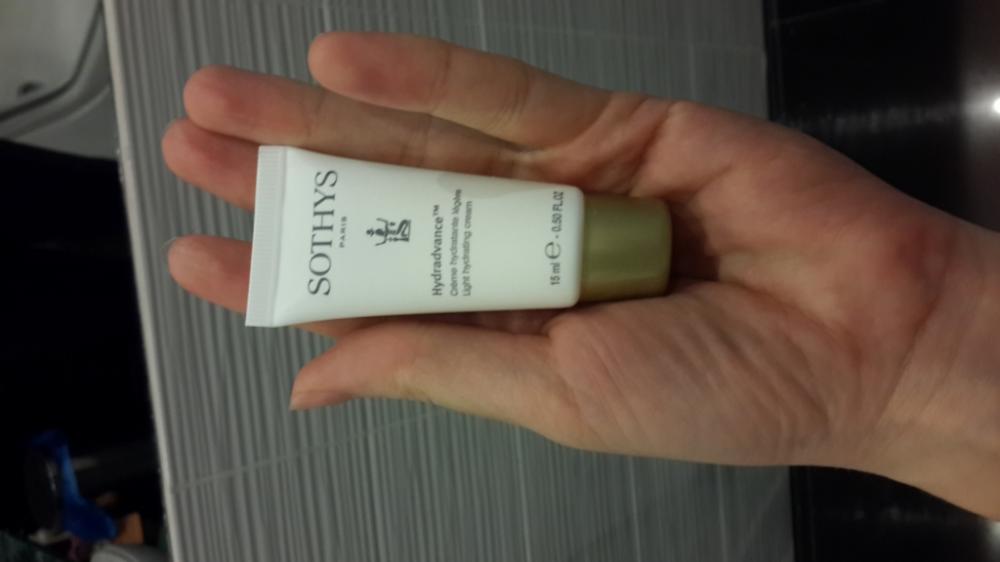 SOTHYS
PARIS
Hydradvance™
Crème hydratante légère
Light hydrating cream
15 ml ℮ - 0.50 FL.OZ